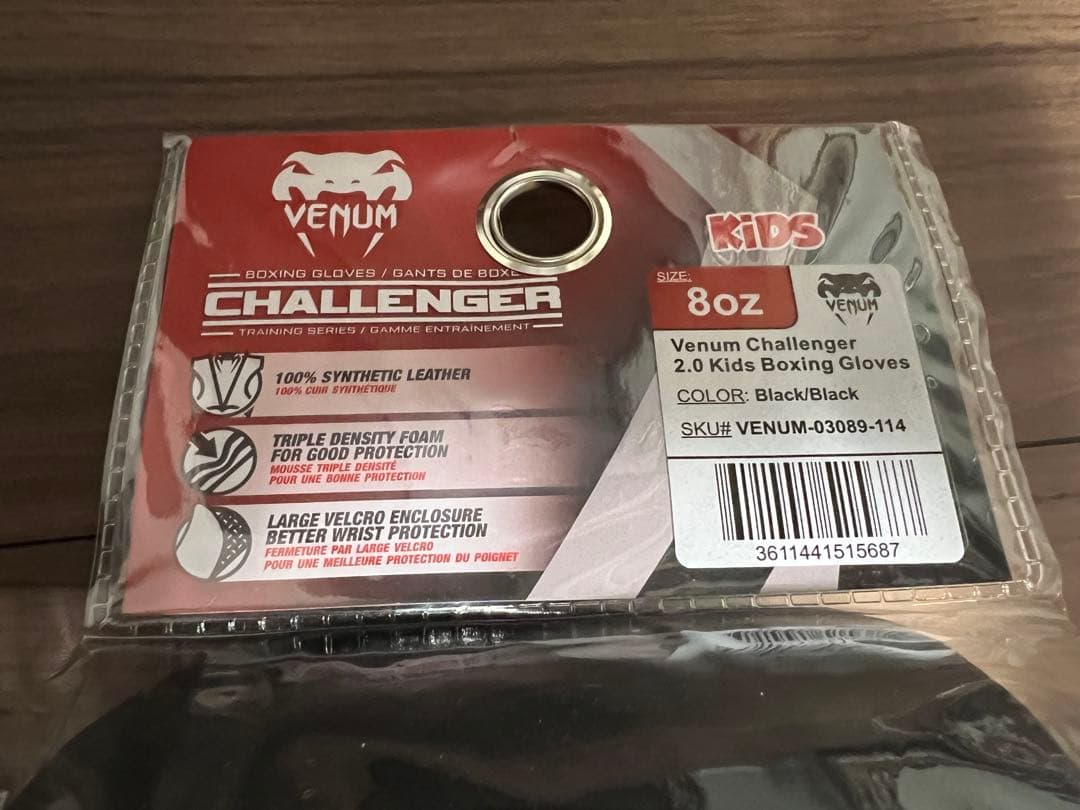 VENUM
BOXING GLOVES / GANTS DE BOXE
CHALLENGER
TRAINING SERIES / GAMME ENTRAÎNEMENT
100% SYNTHETIC LEATHER
100% CUIR SYNTHÉTIQUE
TRIPLE DENSITY FOAM
FOR GOOD PROTECTION
MOUSSE TRIPLE DENSITÉ
POUR UNE BONNE PROTECTION
LARGE VELCRO ENCLOSURE
BETTER WRIST PROTECTION
FERMETURE PAR LARGE VELCRO
POUR UNE MEILLEURE PROTECTION DU POIGNET
KIDS
SIZE:
8oz
VENUM
Venum Challenger
2.0 Kids Boxing Gloves
COLOR: Black/Black
SKU# VENUM-03089-114
3611441515687